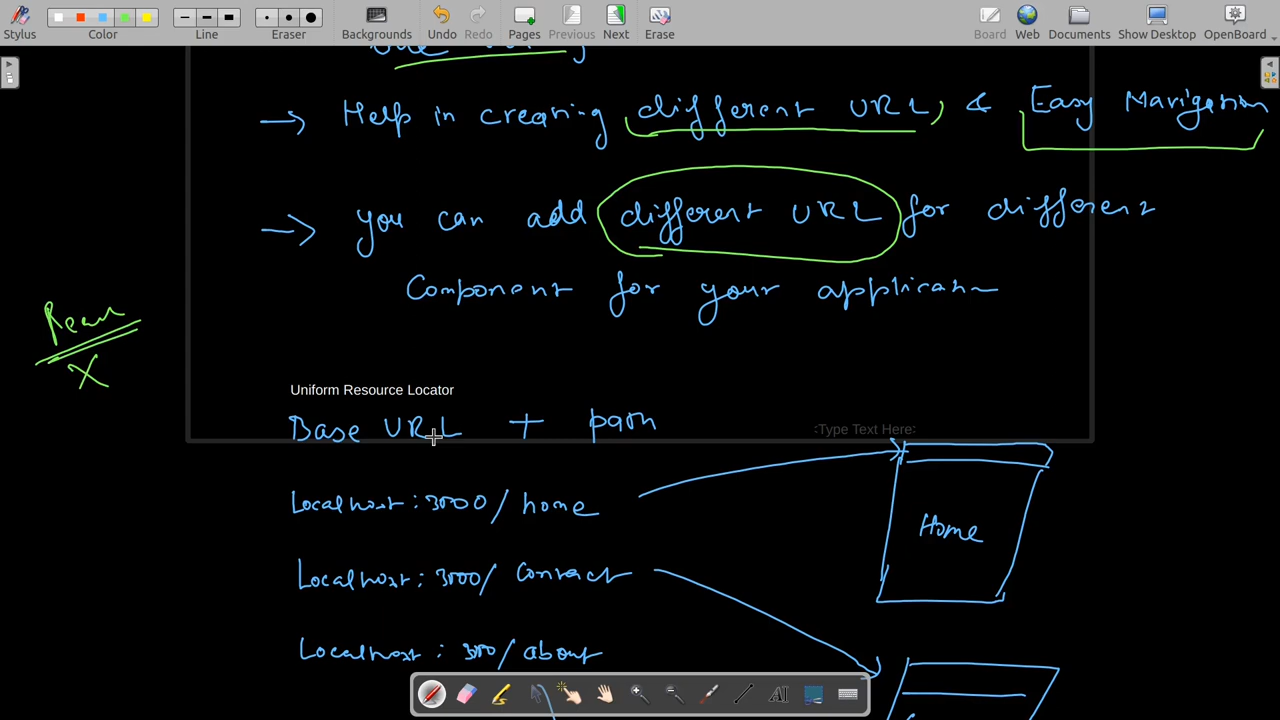 Stylus
Color
Line
Eraser
Backgrounds
Undo
Redo
Pages
Previous
Next
Erase
Board
Web
Documents
Show Desktop
OpenBoard
→ Help in creating different URL, & Easy Navigation
→ you can add different URL for different
Component for your application
X
Uniform Resource Locator
Base URL + path
:Type Text Here:
Localhost : 3000 / home
Home
Localhost : 3000 / Contact
Localhost : 3000 / about